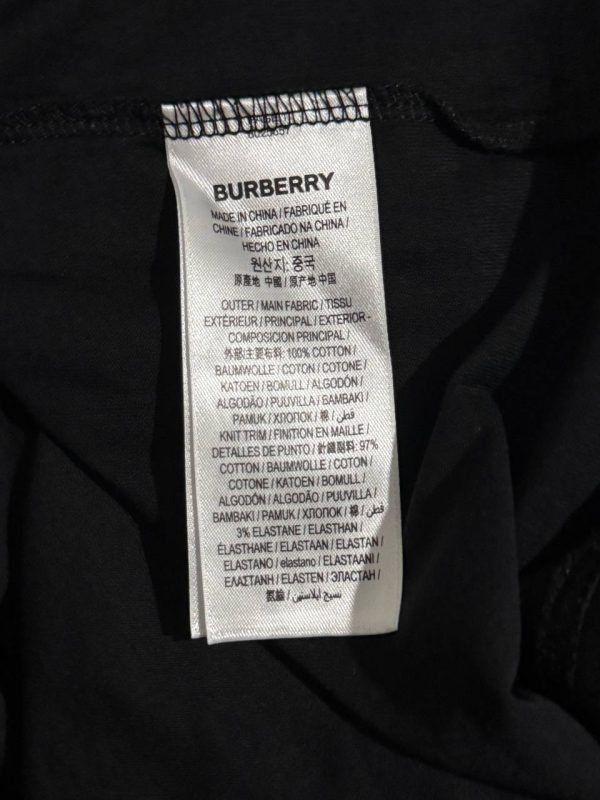 BURBERRY
MADE IN CHINA / FABRIQUÉ EN
CHINE / FABRICADO NA CHINA /
HECHO EN CHINA
원산지: 중국
原產地 中國 / 原产地 中国
OUTER / MAIN FABRIC / TISSU
EXTÉRIEUR / PRINCIPAL / EXTERIOR -
COMPOSICION PRINCIPAL /
外部/主要布料: 100% COTTON /
BAUMWOLLE / COTON / COTONE /
KATOEN / BOMULL / ALGODÓN /
ALGODÃO / PUUVILLA / BAMBAKI /
PAMUK / ХЛОПОК / 棉 / قطن /
KNIT TRIM / FINITION EN MAILLE /
DETALLES DE PUNTO / 針織副料: 97%
COTTON / BAUMWOLLE / COTON /
COTONE / KATOEN / BOMULL /
ALGODÓN / ALGODÃO / PUUVILLA /
BAMBAKI / PAMUK / ХЛОПОК / 棉 / قطن /
3% ELASTANE / ELASTHAN /
ÉLASTHANE / ELASTAAN / ELASTAN /
ELASTANO / elastano / ELASTAANI /
ΕΛΑΣΤΑΝΗ / ELASTEN / ЭЛАСТАН /
氨綸 / نسيج ايلاستين /